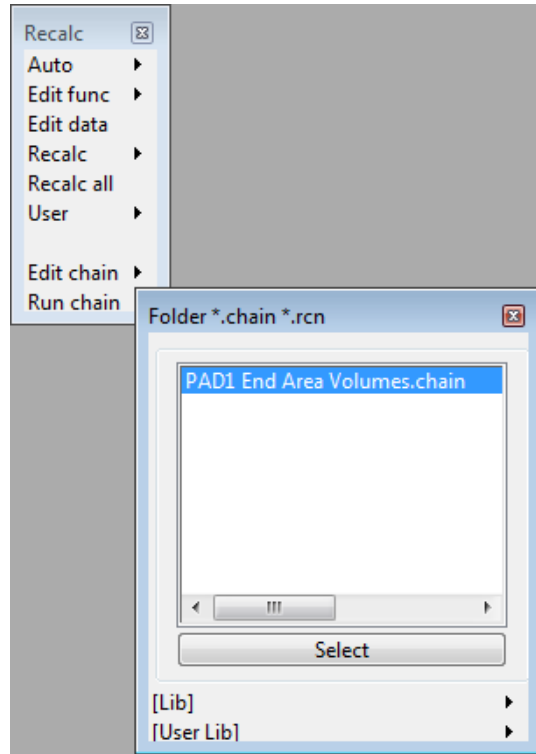 Recalc
Auto
Edit func
Edit data
Recalc
Recalc all
User
Edit chain
Run chain
Folder *.chain *.rcn
PAD1 End Area Volumes.chain
Select
[Lib]
[User Lib]